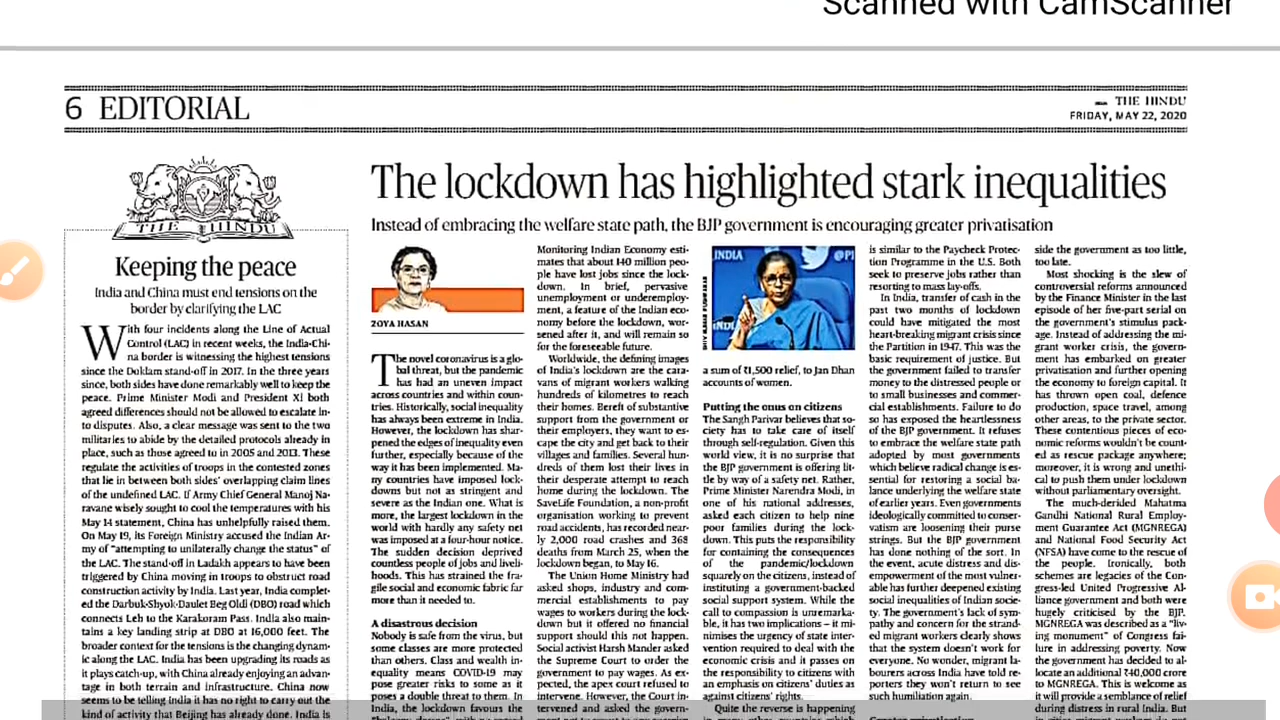 Scanned with CamScanner
6 EDITORIAL
THE HINDU
FRIDAY, MAY 22, 2020
THE HINDU
Keeping the peace
India and China must end tensions on the
border by clarifying the LAC
With four incidents along the Line of Actual
Control (LAC) in recent weeks, the India-Chi-
na border is witnessing the highest tensions
since the Doklam stand-off in 2017. In the three years
since, both sides have done remarkably well to keep the
peace. Prime Minister Modi and President Xi both
agreed differences should not be allowed to escalate in-
to disputes. Also, a clear message was sent to the two
militaries to abide by the detailed protocols already in
place, such as those agreed to in 2005 and 2013. These
regulate the activities of troops in the contested zones
that lie in between both sides' overlapping claim lines
of the undefined LAC. If Army Chief General Manoj Na-
ravane wisely sought to cool the temperatures with his
May 14 statement, China has unhelpfully raised them.
On May 19, its Foreign Ministry accused the Indian Ar-
my of "attempting to unilaterally change the status" of
the LAC. The stand-off in Ladakh appears to have been
triggered by China moving in troops to obstruct road
construction activity by India. Last year, India complet-
ed the Darbuk-Shyok-Daulet Beg Oldi (DBO) road which
connects Leh to the Karakoram Pass. India also main-
tains a key landing strip at DBO at 16,000 feet. The
broader context for the tensions is the changing dynam-
ic along the LAC. India has been upgrading its roads as
it plays catch-up, with China already enjoying an advan-
tage in both terrain and infrastructure. China now
seems to be telling India it has no right to carry out the
kind of activity that Beijing has already done. India is
The lockdown has highlighted stark inequalities
Instead of embracing the welfare state path, the BJP government is encouraging greater privatisation
ZOYA HASAN
The novel coronavirus is a glo-
bal threat, but the pandemic
has had an uneven impact
across countries and within coun-
tries. Historically, social inequality
has always been extreme in India.
However, the lockdown has shar-
pened the edges of inequality even
further, especially because of the
way it has been implemented. Ma-
ny countries have imposed lock-
downs but not as stringent and
severe as the Indian one. What is
more, the largest lockdown in the
world with hardly any safety net
was imposed at a four-hour notice.
The sudden decision deprived
countless people of jobs and liveli-
hoods. This has strained the fra-
gile social and economic fabric far
more than it needed to.
A disastrous decision
Nobody is safe from the virus, but
some classes are more protected
than others. Class and wealth in-
equality means COVID-19 may
pose greater risks to some as it
poses a double threat to them. In
India, the lockdown favours the
Monitoring Indian Economy esti-
mates that about 140 million peo-
ple have lost jobs since the lock-
down. In brief, pervasive
unemployment or underemploy-
ment, a feature of the Indian eco-
nomy before the lockdown, wor-
sened after it, and will remain so
for the foreseeable future.
Worldwide, the defining images
of India's lockdown are the cara-
vans of migrant workers walking
hundreds of kilometres to reach
their homes. Bereft of substantive
support from the government or
their employers, they want to es-
cape the city and get back to their
villages and families. Several hun-
dreds of them lost their lives in
their desperate attempt to reach
home during the lockdown. The
SaveLife Foundation, a non-profit
organisation working to prevent
road accidents, has recorded near-
ly 2,000 road crashes and 368
deaths from March 25, when the
lockdown began, to May 16.
The Union Home Ministry had
asked shops, industry and com-
mercial establishments to pay
wages to workers during the lock-
down but it offered no financial
support should this not happen.
Social activist Harsh Mander asked
the Supreme Court to order the
government to pay wages. As ex-
pected, the apex court refused to
intervene. However, the Court in-
tervened and asked the govern-
INDIA
a sum of ₹1,500 relief, to Jan Dhan
accounts of women.
Putting the onus on citizens
The Sangh Parivar believes that so-
ciety has to take care of itself
through self-regulation. Given this
world view, it is no surprise that
the BJP government is offering lit-
tle by way of a safety net. Rather,
Prime Minister Narendra Modi, in
one of his national addresses,
asked each citizen to help nine
poor families during the lock-
down. This puts the responsibility
for containing the consequences
of the pandemic/lockdown
squarely on the citizens, instead of
instituting a government-backed
social support system. While the
call to compassion is unremarka-
ble, it has two implications – it mi-
nimises the urgency of state inter-
vention required to deal with the
economic crisis and it passes on
the responsibility to citizens with
an emphasis on citizens' duties as
against citizens' rights.
Quite the reverse is happening
is similar to the Paycheck Protec-
tion Programme in the U.S. Both
seek to preserve jobs rather than
resorting to mass lay-offs.
In India, transfer of cash in the
past two months of lockdown
could have mitigated the most
heart-breaking migrant crisis since
the Partition in 1947. This was the
basic requirement of justice. But
the government failed to transfer
money to the distressed people or
to small businesses and commer-
cial establishments. Failure to do
so has exposed the heartlessness
of the BJP government. It refuses
to embrace the welfare state path
adopted by most governments
which believe radical change is es-
sential for restoring a social ba-
lance underlying the welfare state
of earlier years. Even governments
ideologically committed to conser-
vatism are loosening their purse
strings. But the BJP government
has done nothing of the sort. In
the event, acute distress and dis-
empowerment of the most vulner-
able has further deepened existing
social inequalities of Indian socie-
ty. The government's lack of sym-
pathy and concern for the strand-
ed migrant workers clearly shows
that the system doesn't work for
everyone. No wonder, migrant la-
bourers across India have told re-
porters they won't return to see
such humiliation again.
side the government as too little,
too late.
Most shocking is the slew of
controversial reforms announced
by the Finance Minister in the last
episode of her five-part serial on
the government's stimulus pack-
age. Instead of addressing the mi-
grant worker crisis, the govern-
ment has embarked on greater
privatisation and further opening
the economy to foreign capital. It
has thrown open coal, defence
production, space travel, among
other areas, to the private sector.
These contentious pieces of eco-
nomic reforms wouldn't be count-
ed as rescue package anywhere;
moreover, it is wrong and unethi-
cal to push them under lockdown
without parliamentary oversight.
The much-derided Mahatma
Gandhi National Rural Employ-
ment Guarantee Act (MGNREGA)
and National Food Security Act
(NFSA) have come to the rescue of
the people. Ironically, both
schemes are legacies of the Con-
gress-led United Progressive Al-
liance government and both were
hugely criticised by the BJP.
MGNREGA was described as a "liv-
ing monument" of Congress fai-
lure in addressing poverty. Now
the government has decided to al-
locate an additional ₹40,000 crore
to MGNREGA. This is welcome as
it will provide a semblance of relief
during distress in rural India. But